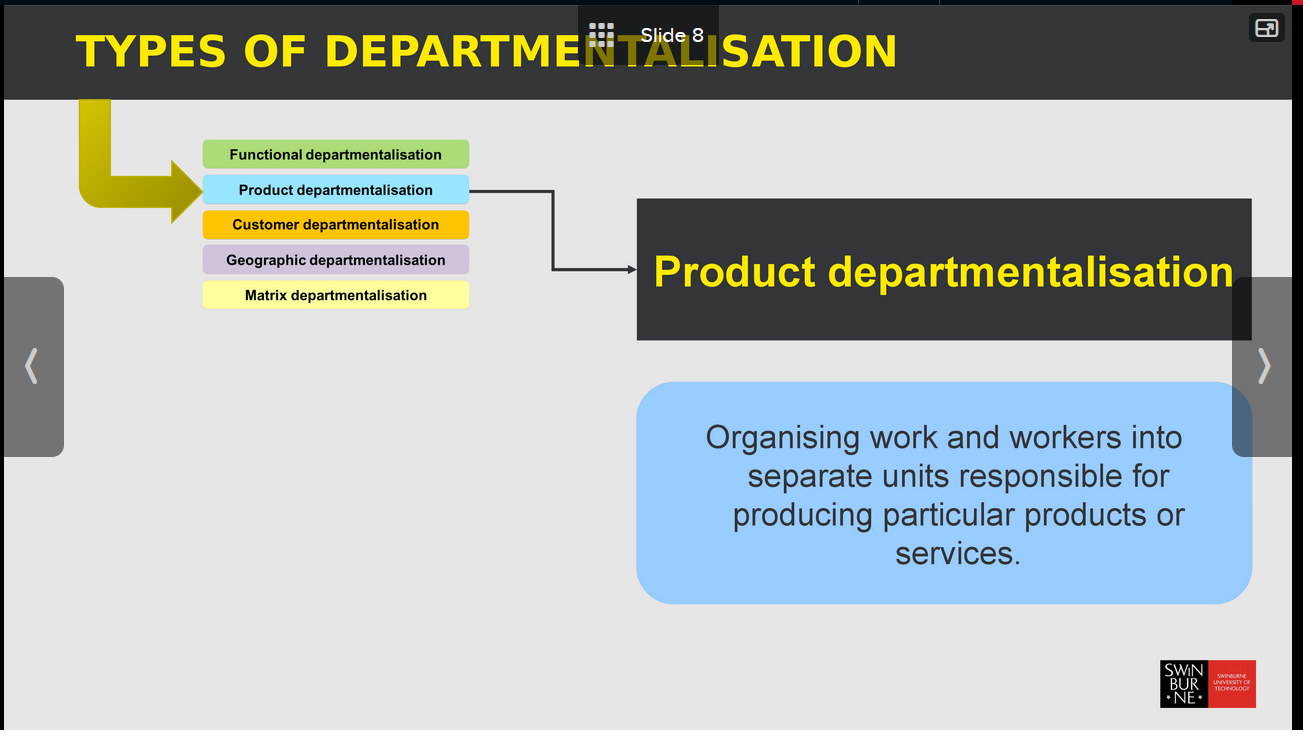 Slide 8
TYPES OF DEPARTMENTALISATION
Functional departmentalisation
Product departmentalisation
Customer departmentalisation
Geographic departmentalisation
Matrix departmentalisation
Product departmentalisation
Organising work and workers into
separate units responsible for
producing particular products or
services.
SWiN
BUR
* NE *
SWINBURNE
UNIVERSITY OF
TECHNOLOGY